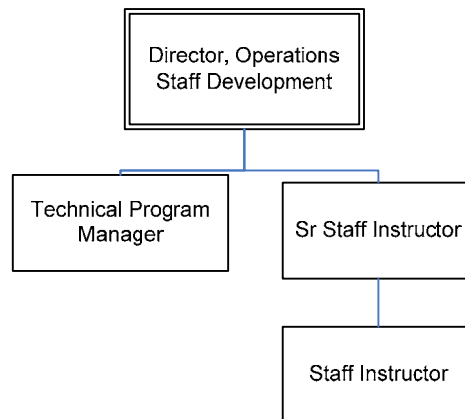 Director, Operations
Staff Development
Technical Program
Manager
Sr Staff Instructor
Staff Instructor